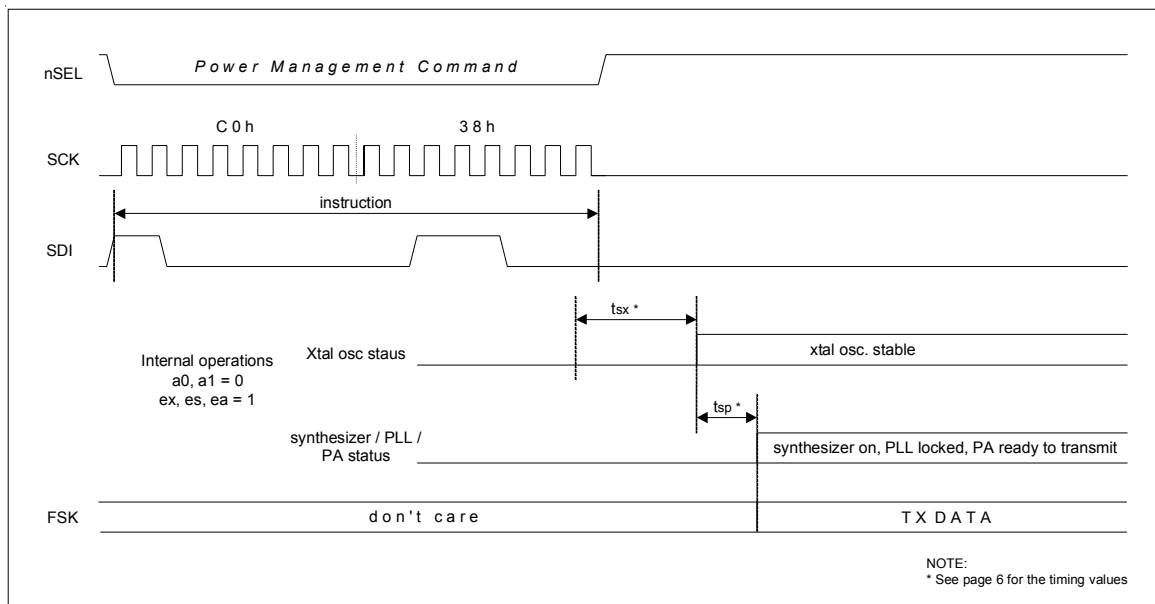 nSEL
Power Management Command
C0h
38h
SCK
instruction
SDI
tsx *
Xtal osc staus
xtal osc. stable
Internal operations
a0, a1 = 0
ex, es, ea = 1
tsp *
synthesizer / PLL /
PA status
synthesizer on, PLL locked, PA ready to transmit
FSK
don't care
TX DATA
NOTE:
* See page 6 for the timing values